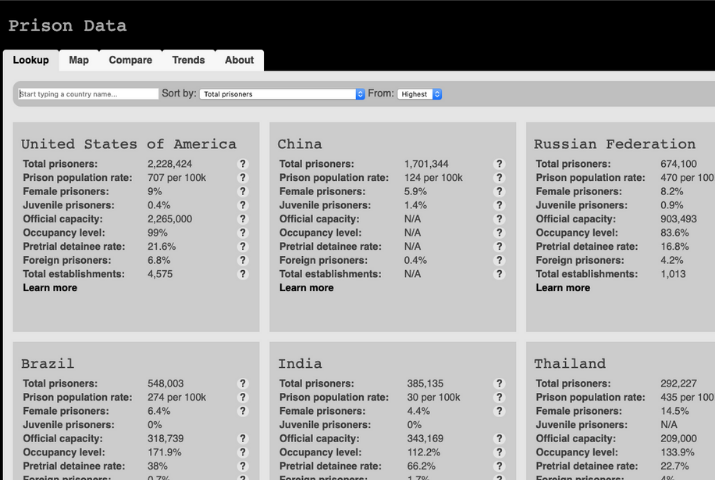 Prison Data
Lookup Map Compare Trends About
Start typing a country name... Sort by: Total prisoners From: Highest
United States of America
Total prisoners: 2,228,424 ?
Prison population rate: 707 per 100k ?
Female prisoners: 9% ?
Juvenile prisoners: 0.4% ?
Official capacity: 2,265,000 ?
Occupancy level: 99% ?
Pretrial detainee rate: 21.6% ?
Foreign prisoners: 6.8% ?
Total establishments: 4,575 ?
Learn more
China
Total prisoners: 1,701,344 ?
Prison population rate: 124 per 100k ?
Female prisoners: 5.9% ?
Juvenile prisoners: 1.4% ?
Official capacity: N/A ?
Occupancy level: N/A ?
Pretrial detainee rate: N/A ?
Foreign prisoners: 0.4% ?
Total establishments: N/A ?
Learn more
Russian Federation
Total prisoners: 674,100
Prison population rate: 470 per 100
Female prisoners: 8.2%
Juvenile prisoners: 0.9%
Official capacity: 903,493
Occupancy level: 83.6%
Pretrial detainee rate: 16.8%
Foreign prisoners: 4.2%
Total establishments: 1,013
Learn more
Brazil
Total prisoners: 548,003 ?
Prison population rate: 274 per 100k ?
Female prisoners: 6.4% ?
Juvenile prisoners: 0%
Official capacity: 318,739 ?
Occupancy level: 171.9% ?
Pretrial detainee rate: 38% ?
Foreign prisoners: 0.7% ?
India
Total prisoners: 385,135 ?
Prison population rate: 30 per 100k ?
Female prisoners: 4.4% ?
Juvenile prisoners: 0%
Official capacity: 343,169 ?
Occupancy level: 112.2% ?
Pretrial detainee rate: 66.2% ?
Foreign prisoners: 1.7% ?
Thailand
Total prisoners: 292,227
Prison population rate: 435 per 100
Female prisoners: 14.5%
Juvenile prisoners: N/A
Official capacity: 209,000
Occupancy level: 133.9%
Pretrial detainee rate: 22.7%
Foreign prisoners: 4%